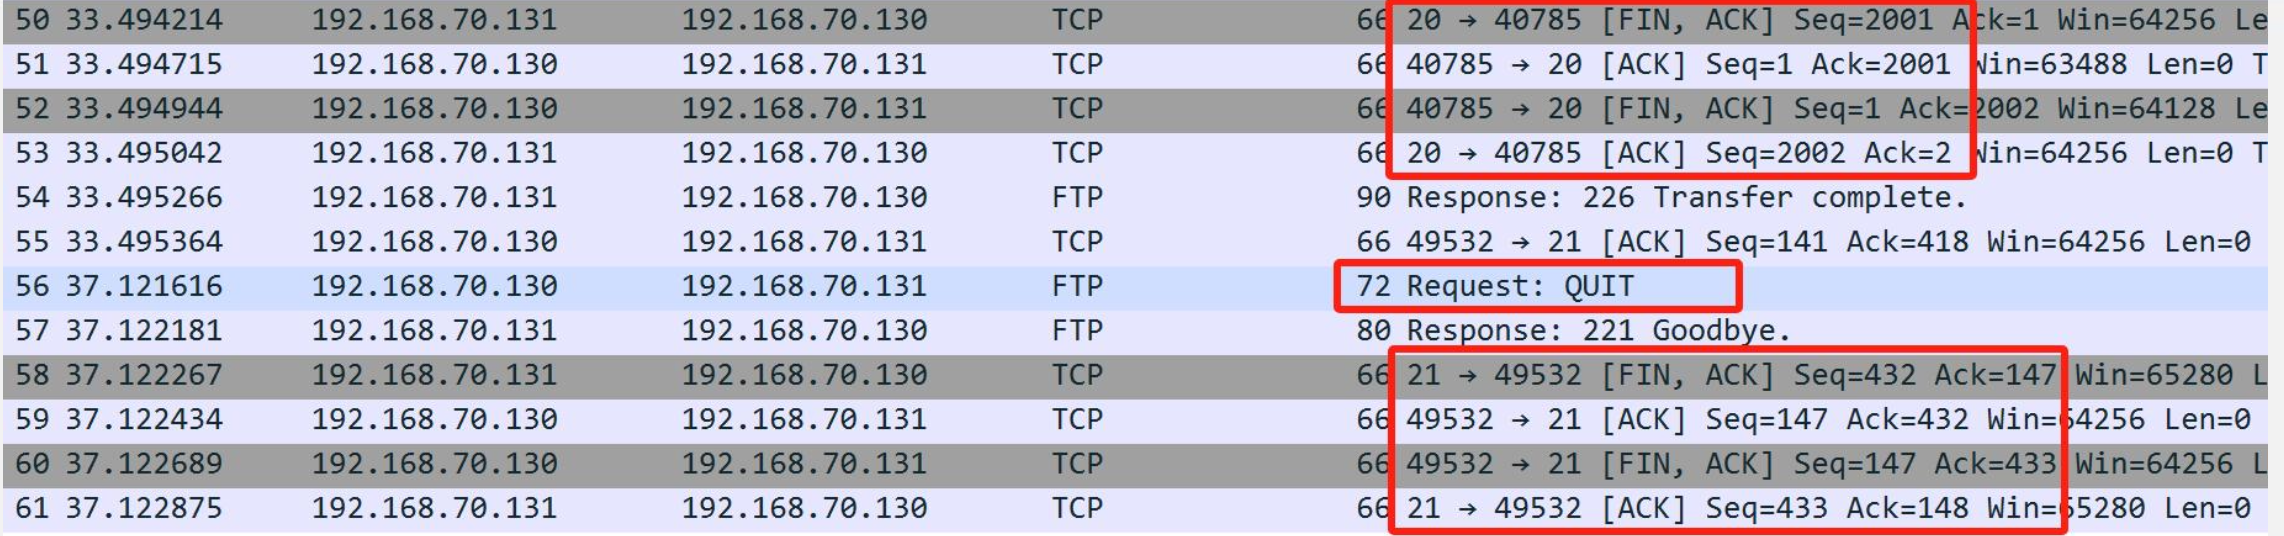 50 33.494214 192.168.70.131 192.168.70.130 TCP 66 20 → 40785 [FIN, ACK] Seq=2001 Ack=1 Win=64256 Le
51 33.494715 192.168.70.130 192.168.70.131 TCP 66 40785 → 20 [ACK] Seq=1 Ack=2001 Win=63488 Len=0 T
52 33.494944 192.168.70.130 192.168.70.131 TCP 66 40785 → 20 [FIN, ACK] Seq=1 Ack=2002 Win=64128 Le
53 33.495042 192.168.70.131 192.168.70.130 TCP 66 20 → 40785 [ACK] Seq=2002 Ack=2 Win=64256 Len=0 T
54 33.495266 192.168.70.131 192.168.70.130 FTP 90 Response: 226 Transfer complete.
55 33.495364 192.168.70.130 192.168.70.131 TCP 66 49532 → 21 [ACK] Seq=141 Ack=418 Win=64256 Len=0
56 37.121616 192.168.70.130 192.168.70.131 FTP 72 Request: QUIT
57 37.122181 192.168.70.131 192.168.70.130 FTP 80 Response: 221 Goodbye.
58 37.122267 192.168.70.131 192.168.70.130 TCP 66 21 → 49532 [FIN, ACK] Seq=432 Ack=147 Win=65280 L
59 37.122434 192.168.70.130 192.168.70.131 TCP 66 49532 → 21 [ACK] Seq=147 Ack=432 Win=64256 Len=0
60 37.122689 192.168.70.130 192.168.70.131 TCP 66 49532 → 21 [FIN, ACK] Seq=147 Ack=433 Win=64256 L
61 37.122875 192.168.70.131 192.168.70.130 TCP 66 21 → 49532 [ACK] Seq=433 Ack=148 Win=65280 Len=0